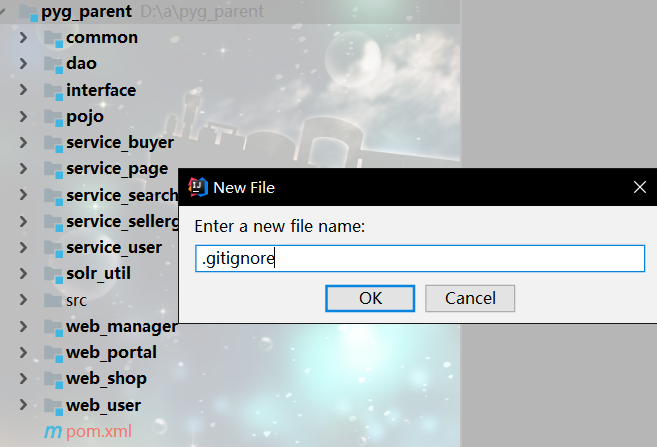 pyg_parent D:\a\pyg_parent
common
dao
interface
pojo
service_buyer
service_page
service_search
service_sellerg
service_user
solr_util
src
web_manager
web_portal
web_shop
web_user
pom.xml
New File
Enter a new file name:
.gitignore
OK Cancel